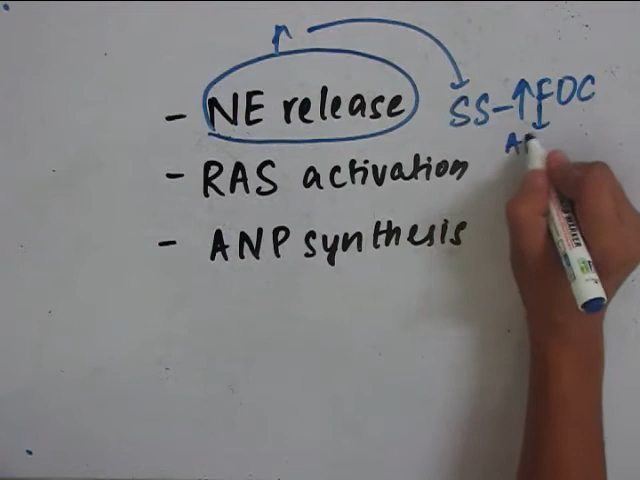 - NE release
SS-↑FOC
- RAS activation
- ANP synthesis